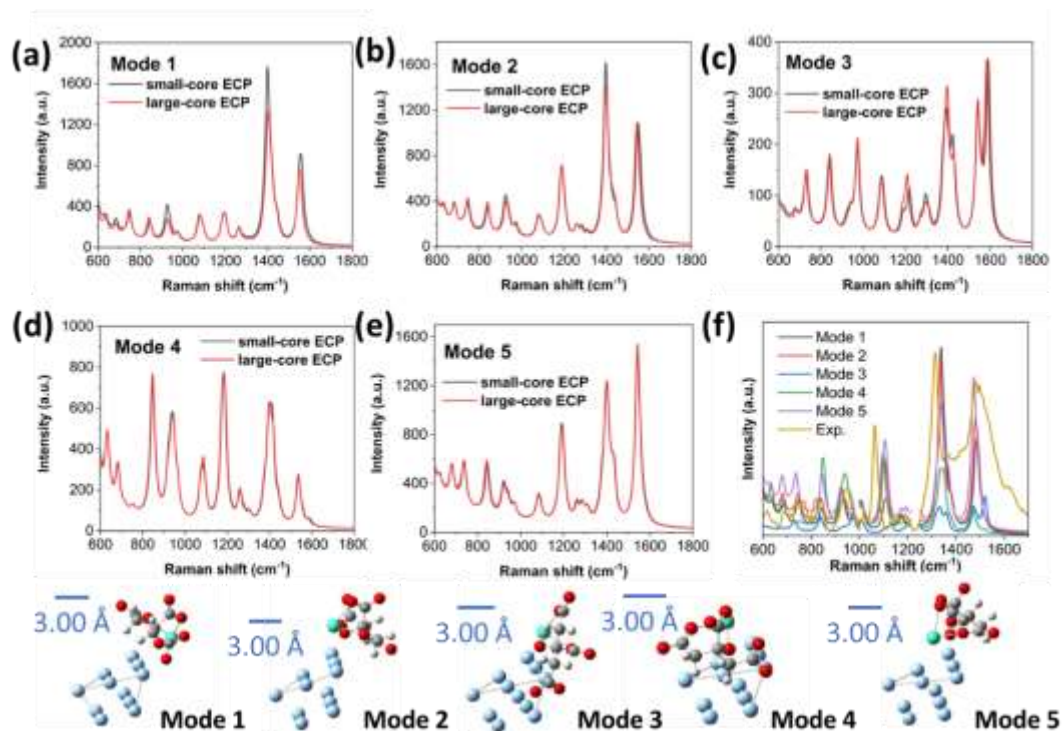 (a)
Mode 1
small-core ECP
large-core ECP
Intensity (a.u.)
2000
1600
1200
800
400
0
600 800 1000 1200 1400 1600 1800
Raman shift (cm⁻¹)
(b)
Mode 2
small-core ECP
large-core ECP
Intensity (a.u.)
1600
1200
800
400
0
600 800 1000 1200 1400 1600 1800
Raman shift (cm⁻¹)
(c)
Mode 3
small-core ECP
large-core ECP
Intensity (a.u.)
400
300
200
100
0
600 800 1000 1200 1400 1600 1800
Raman shift (cm⁻¹)
(d)
Mode 4
small-core ECP
large-core ECP
Intensity (a.u.)
1000
800
600
400
200
0
600 800 1000 1200 1400 1600 1800
Raman shift (cm⁻¹)
(e)
Mode 5
small-core ECP
large-core ECP
Intensity (a.u.)
1600
1200
800
400
0
600 800 1000 1200 1400 1600 1800
Raman shift (cm⁻¹)
(f)
Mode 1
Mode 2
Mode 3
Mode 4
Mode 5
Exp.
Intensity (a.u.)
600 800 1000 1200 1400 1600
Raman shift (cm⁻¹)
3.00 Å
Mode 1
3.00 Å
Mode 2
3.00 Å
Mode 3
3.00 Å
Mode 4
3.00 Å
Mode 5